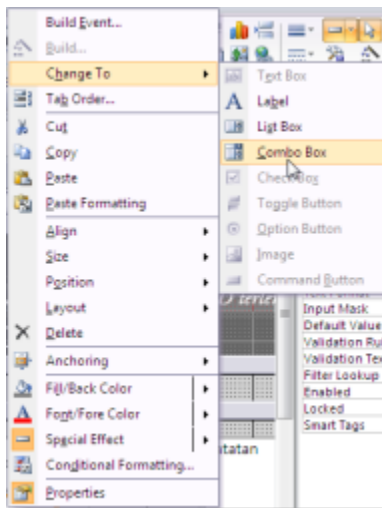 Build Event...
Build...
Change To
Tab Order...
Cut
Copy
Paste
Paste Formatting
Align
Size
Position
Layout
Delete
Anchoring
Fill/Back Color
Font/Fore Color
Special Effect
Conditional Formatting...
Properties
Text Box
Label
List Box
Combo Box
Check Box
Toggle Button
Option Button
Image
Command Button
Input Mask
Default Value
Validation Ru
Validation Tex
Filter Lookup
Enabled
Locked
Smart Tags
tatan